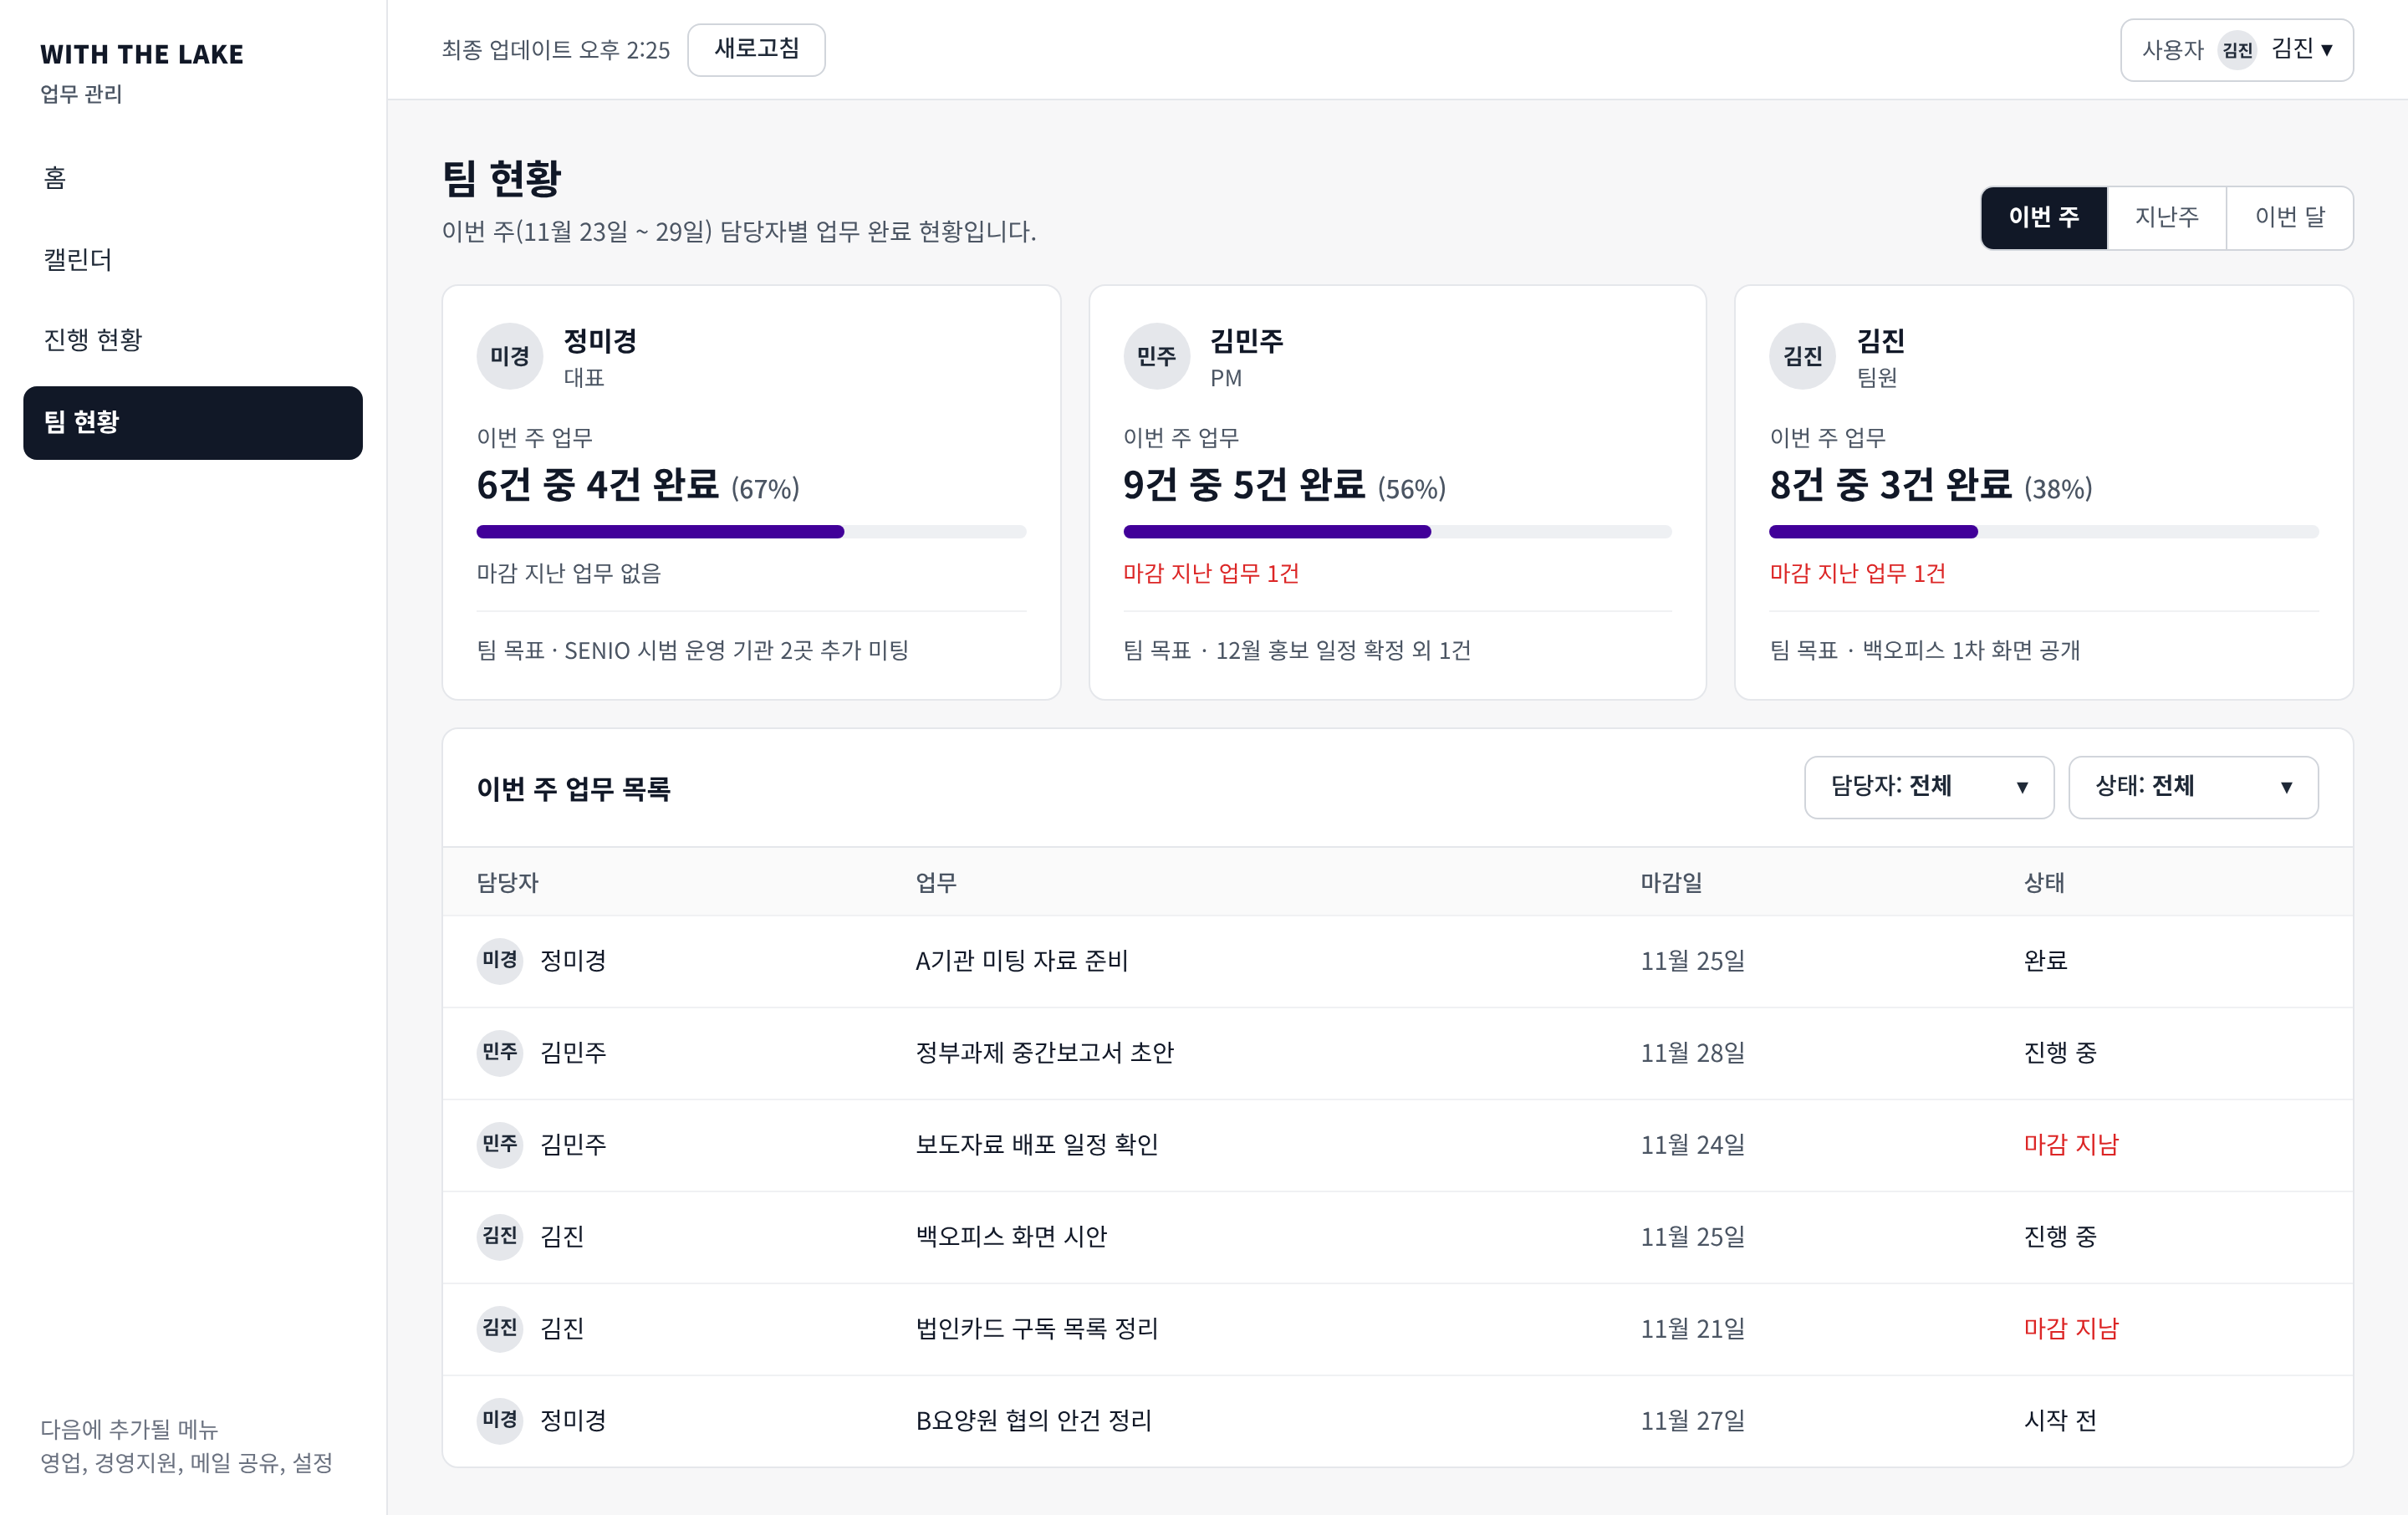 WITH THE LAKE
업무 관리
홈
캘린더
진행 현황
팀 현황
다음에 추가될 메뉴
영업, 경영지원, 메일 공유, 설정
최종 업데이트 오후 2:25 새로고침
사용자 김진 김진 ▾
팀 현황
이번 주(11월 23일 ~ 29일) 담당자별 업무 완료 현황입니다.
이번 주 지난주 이번 달
미경 정미경
대표
이번 주 업무
6건 중 4건 완료 (67%)
마감 지난 업무 없음
팀 목표 · SENIO 시범 운영 기관 2곳 추가 미팅
민주 김민주
PM
이번 주 업무
9건 중 5건 완료 (56%)
마감 지난 업무 1건
팀 목표 · 12월 홍보 일정 확정 외 1건
김진 김진
팀원
이번 주 업무
8건 중 3건 완료 (38%)
마감 지난 업무 1건
팀 목표 · 백오피스 1차 화면 공개
이번 주 업무 목록
담당자: 전체 ▾ 상태: 전체 ▾
담당자 업무 마감일 상태
미경 정미경 A기관 미팅 자료 준비 11월 25일 완료
민주 김민주 정부과제 중간보고서 초안 11월 28일 진행 중
민주 김민주 보도자료 배포 일정 확인 11월 24일 마감 지남
김진 김진 백오피스 화면 시안 11월 25일 진행 중
김진 김진 법인카드 구독 목록 정리 11월 21일 마감 지남
미경 정미경 B요양원 협의 안건 정리 11월 27일 시작 전